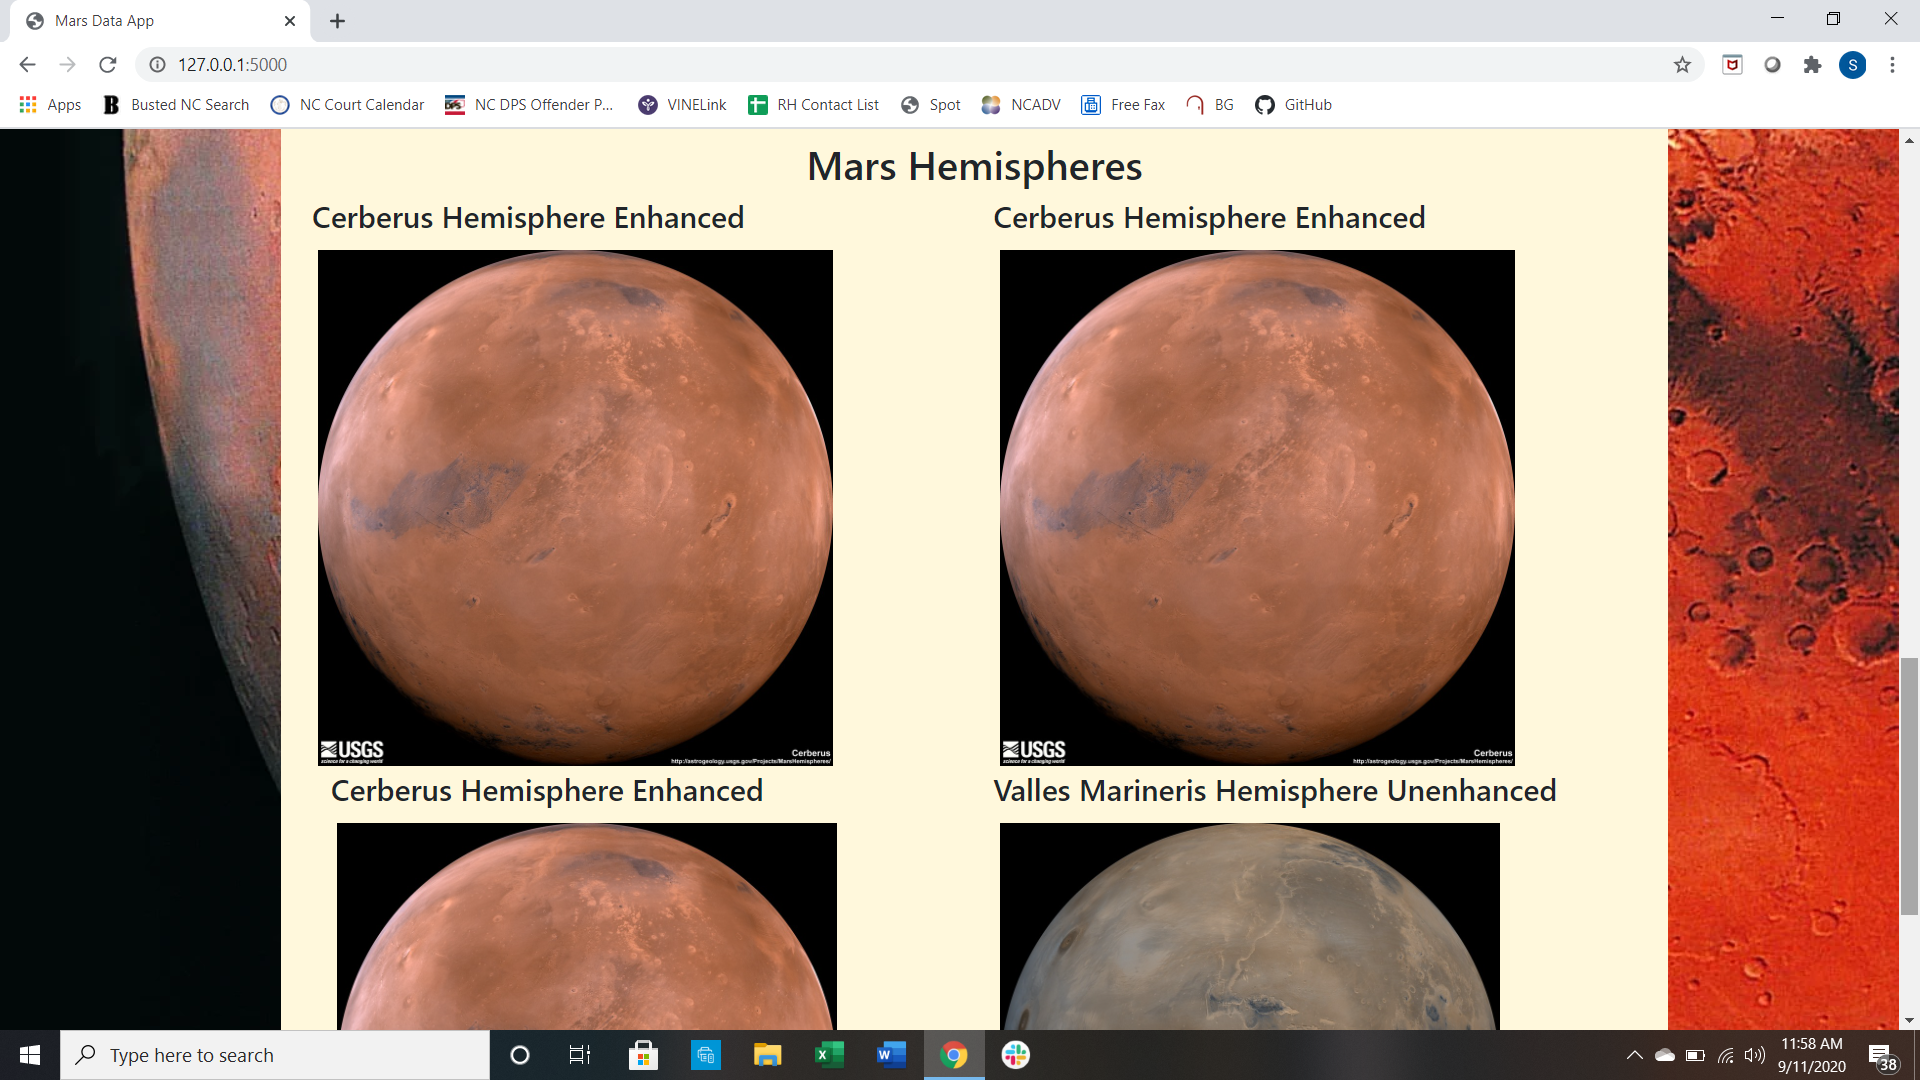 Mars Data App
127.0.0.1:5000
Apps
B Busted NC Search
NC Court Calendar
DPS NC DPS Offender P...
VINELink
RH Contact List
Spot
NCADV
Free Fax
BG
GitHub
S
Mars Hemispheres
Cerberus Hemisphere Enhanced
Cerberus Hemisphere Enhanced
USGS
science for a changing world
Cerberus
http://astrogeology.usgs.gov/Projects/MarsHemispheres/
USGS
science for a changing world
Cerberus
http://astrogeology.usgs.gov/Projects/MarsHemispheres/
Cerberus Hemisphere Enhanced
Valles Marineris Hemisphere Unenhanced
Type here to search
X
W
11:58 AM
9/11/2020
38